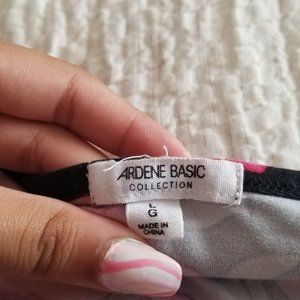 ARDENE BASIC
COLLECTION
L
G
MADE IN
CHINA